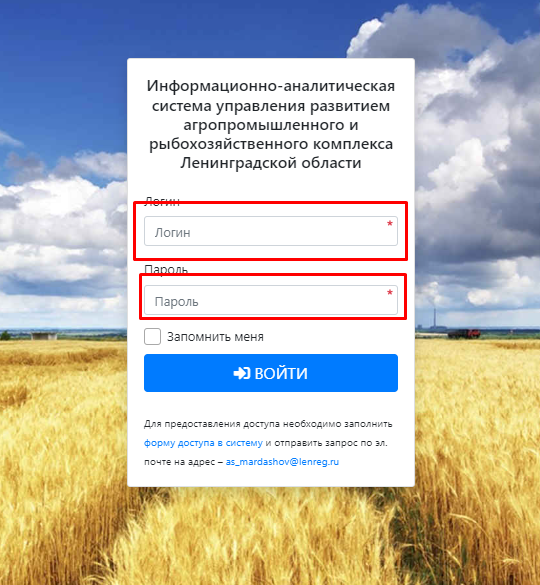 Информационно-аналитическая
система управления развитием
агропромышленного и
рыбохозяйственного комплекса
Ленинградской области
Логин
Логин *
Пароль
Пароль *
Запомнить меня
ВОЙТИ
Для предоставления доступа необходимо заполнить
форму доступа в систему и отправить запрос по эл.
почте на адрес – as_mardashov@lenreg.ru